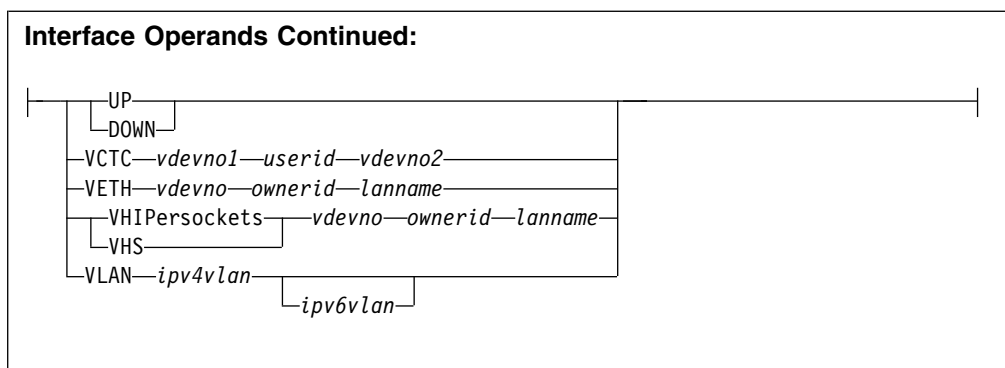 Interface Operands Continued:
UP
DOWN
VCTC vdevno1 userid vdevno2
VETH vdevno ownerid lanname
VHIPersockets vdevno ownerid lanname
VHS
VLAN ipv4vlan
ipv6vlan